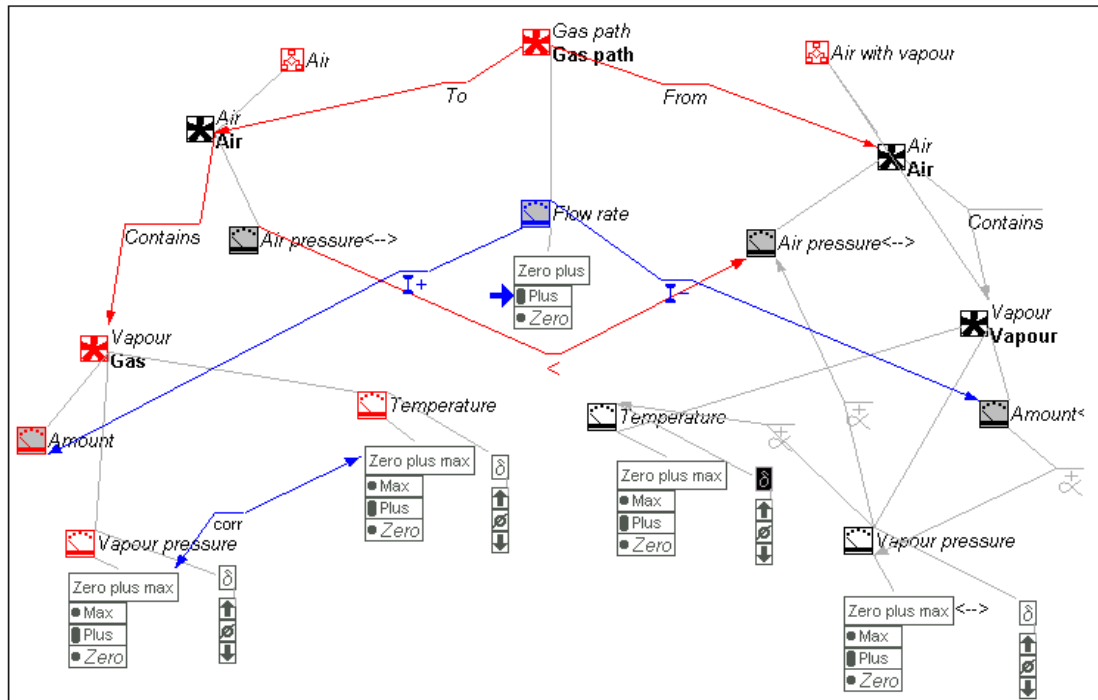 Gas path
Gas path
Air
Air with vapour
To
From
Air
Air
Air
Air
Contains
Contains
Flow rate
Air pressure<-->
Air pressure<-->
Zero plus
Plus
Zero
I+
I-
<
Vapour
Gas
Vapour
Vapour
Temperature
Temperature
Amount<
Amount
Zero plus max
δ
Max
Plus
Zero
Zero plus max
δ
Max
Plus
Zero
corr
Vapour pressure
Vapour pressure
Zero plus max
δ
Max
Plus
Zero
Zero plus max <-->
δ
Max
Plus
Zero